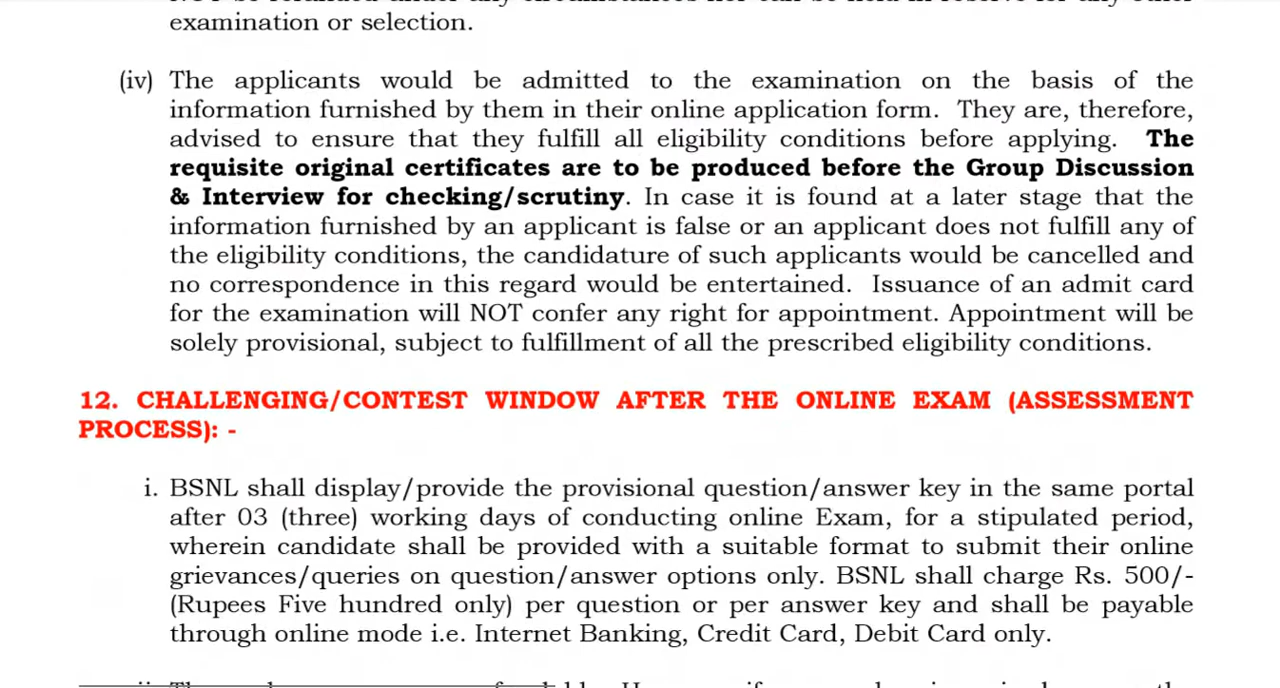 examination or selection.
(iv) The applicants would be admitted to the examination on the basis of the
information furnished by them in their online application form. They are, therefore,
advised to ensure that they fulfill all eligibility conditions before applying. The
requisite original certificates are to be produced before the Group Discussion
& Interview for checking/scrutiny. In case it is found at a later stage that the
information furnished by an applicant is false or an applicant does not fulfill any of
the eligibility conditions, the candidature of such applicants would be cancelled and
no correspondence in this regard would be entertained. Issuance of an admit card
for the examination will NOT confer any right for appointment. Appointment will be
solely provisional, subject to fulfillment of all the prescribed eligibility conditions.
12. CHALLENGING/CONTEST WINDOW AFTER THE ONLINE EXAM (ASSESSMENT
PROCESS): -
i. BSNL shall display/provide the provisional question/answer key in the same portal
after 03 (three) working days of conducting online Exam, for a stipulated period,
wherein candidate shall be provided with a suitable format to submit their online
grievances/queries on question/answer options only. BSNL shall charge Rs. 500/-
(Rupees Five hundred only) per question or per answer key and shall be payable
through online mode i.e. Internet Banking, Credit Card, Debit Card only.